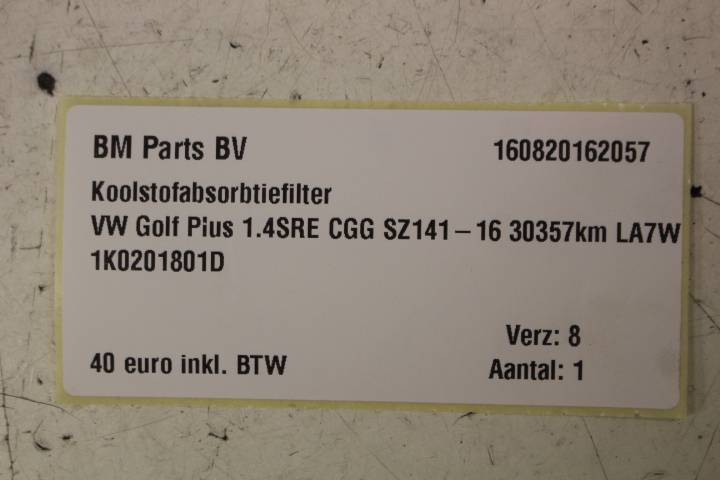 BM Parts BV 160820162057
Koolstofabsorbtiefilter
VW Golf Plus 1.4SRE CGG SZ141-16 30357km LA7W
1K0201801D
Verz: 8
40 euro inkl. BTW Aantal: 1